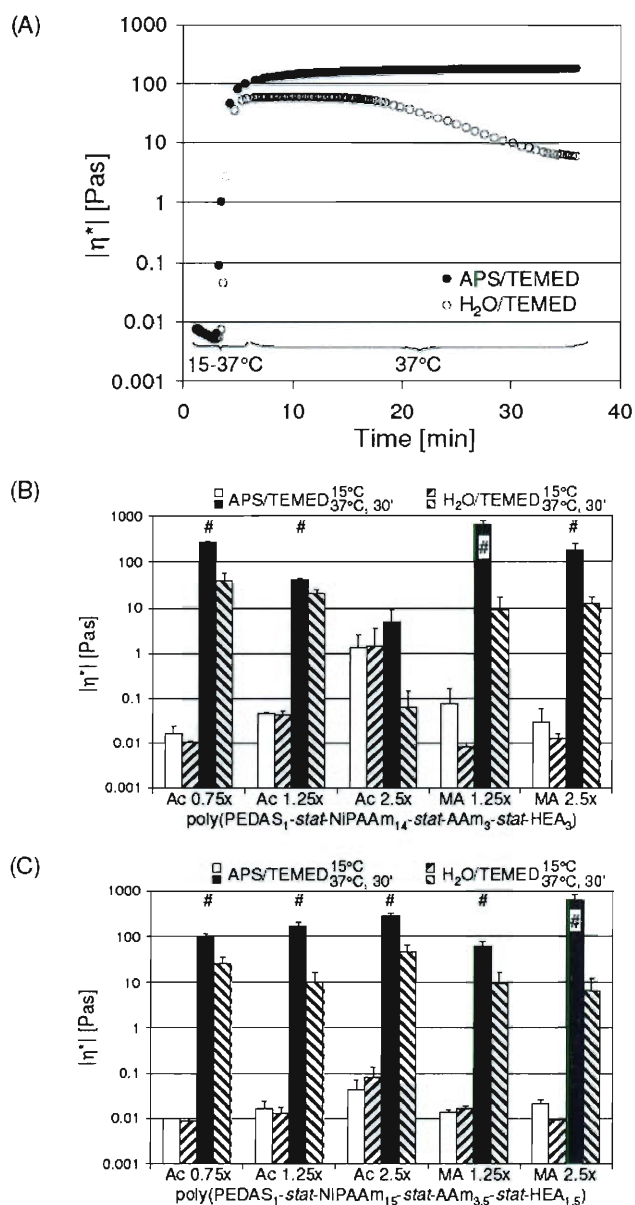 (A)
1000
100
10
1
0.1
0.01
0.001
|η*| [Pas]
● APS/TEMED
○ H₂O/TEMED
15-37°C
37°C
0 10 20 30 40
Time [min]
(B)
APS/TEMED 15°C 37°C, 30'
H₂O/TEMED 15°C 37°C, 30'
1000
100
10
1
0.1
0.01
0.001
|η*| [Pas]
# # # #
Ac 0.75x Ac 1.25x Ac 2.5x MA 1.25x MA 2.5x
poly(PEDAS₁-stat-NiPAAm₁₄-stat-AAm₃-stat-HEA₃)
(C)
APS/TEMED 15°C 37°C, 30'
H₂O/TEMED 15°C 37°C, 30'
1000
100
10
1
0.1
0.01
0.001
|η*| [Pas]
# # # # #
Ac 0.75x Ac 1.25x Ac 2.5x MA 1.25x MA 2.5x
poly(PEDAS₁-stat-NiPAAm₁₅-stat-AAm₃.₅-stat-HEA₁.₅)